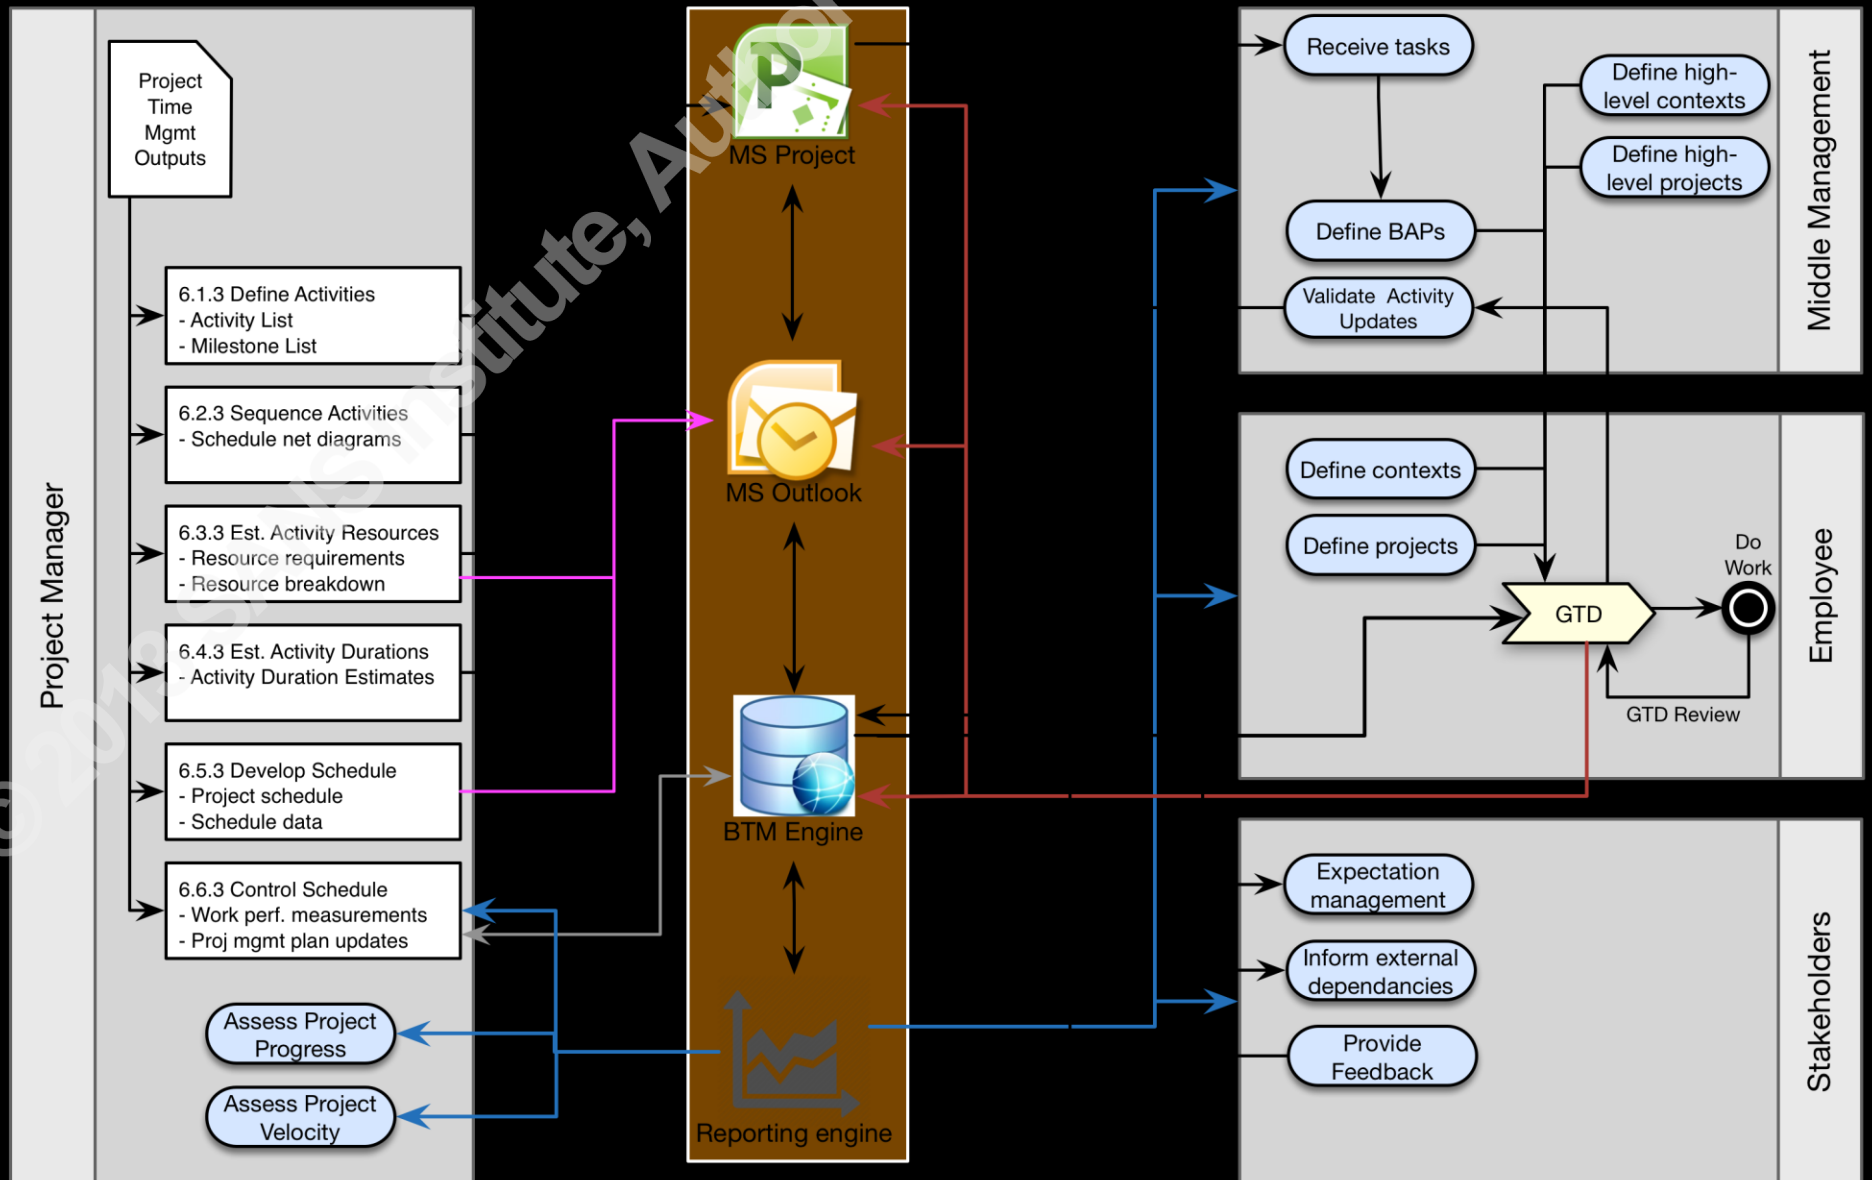 Project
Time
Mgmt
Outputs
6.1.3 Define Activities
- Activity List
- Milestone List
6.2.3 Sequence Activities
- Schedule net diagrams
6.3.3 Est. Activity Resources
- Resource requirements
- Resource breakdown
6.4.3 Est. Activity Durations
- Activity Duration Estimates
6.5.3 Develop Schedule
- Project schedule
- Schedule data
6.6.3 Control Schedule
- Work perf. measurements
- Proj mgmt plan updates
Assess Project
Progress
Assess Project
Velocity
Project Manager
MS Project
MS Outlook
BTM Engine
Reporting engine
Receive tasks
Define high-
level contexts
Define high-
level projects
Define BAPs
Validate Activity
Updates
Middle Management
Define contexts
Define projects
GTD
Do
Work
GTD Review
Employee
Expectation
management
Inform external
dependancies
Provide
Feedback
Stakeholders
© 2013 SANS Institute,